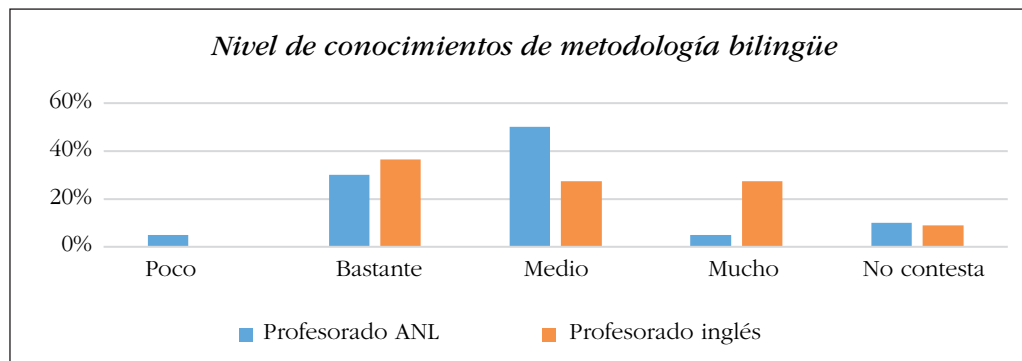 Nivel de conocimientos de metodología bilingüe
60%
40%
20%
0%
Poco Bastante Medio Mucho No contesta
Profesorado ANL Profesorado inglés